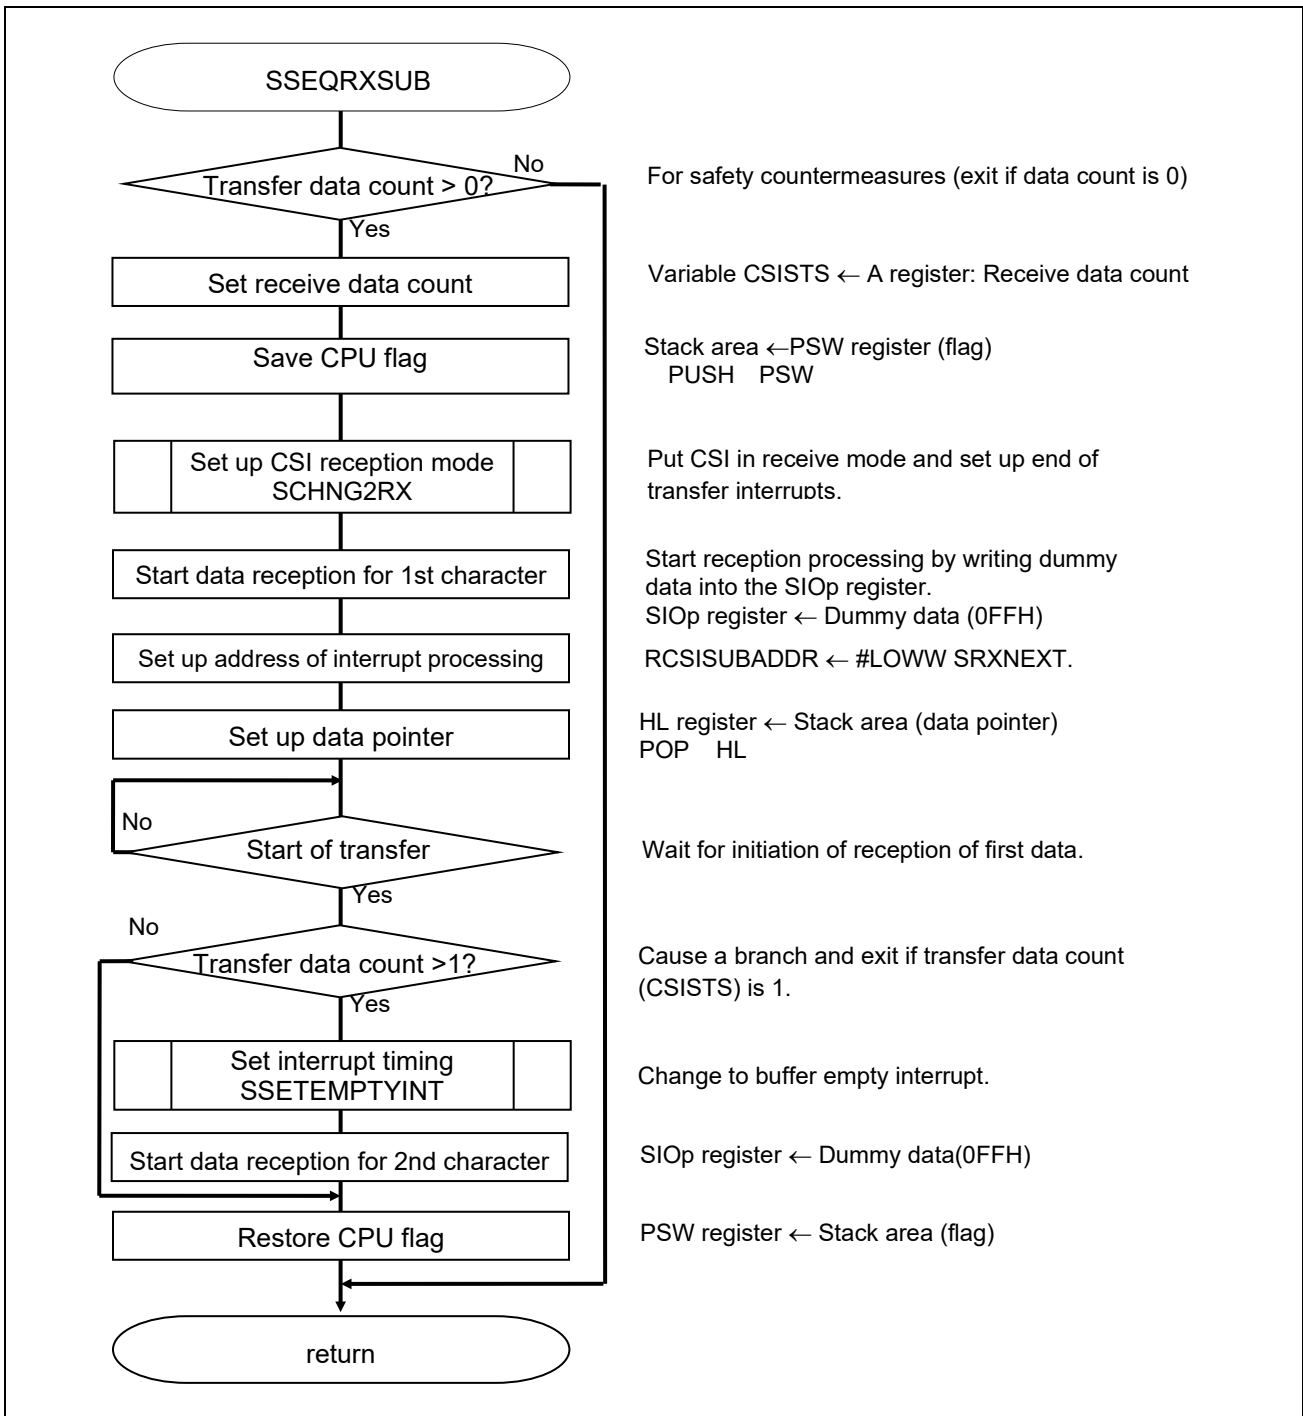 SSEQRXSUB
No
Transfer data count > 0?
For safety countermeasures (exit if data count is 0)
Yes
Set receive data count
Variable CSISTS ← A register: Receive data count
Save CPU flag
Stack area ←PSW register (flag)
PUSH PSW
Set up CSI reception mode
SCHNG2RX
Put CSI in receive mode and set up end of
transfer interrupts.
Start data reception for 1st character
Start reception processing by writing dummy
data into the SIOp register.
SIOp register ← Dummy data (0FFH)
Set up address of interrupt processing
RCSISUBADDR ← #LOWW SRXNEXT.
Set up data pointer
HL register ← Stack area (data pointer)
POP HL
No
Start of transfer
Wait for initiation of reception of first data.
Yes
No
Transfer data count >1?
Cause a branch and exit if transfer data count
(CSISTS) is 1.
Yes
Set interrupt timing
SSETEMPTYINT
Change to buffer empty interrupt.
Start data reception for 2nd character
SIOp register ← Dummy data(0FFH)
Restore CPU flag
PSW register ← Stack area (flag)
return